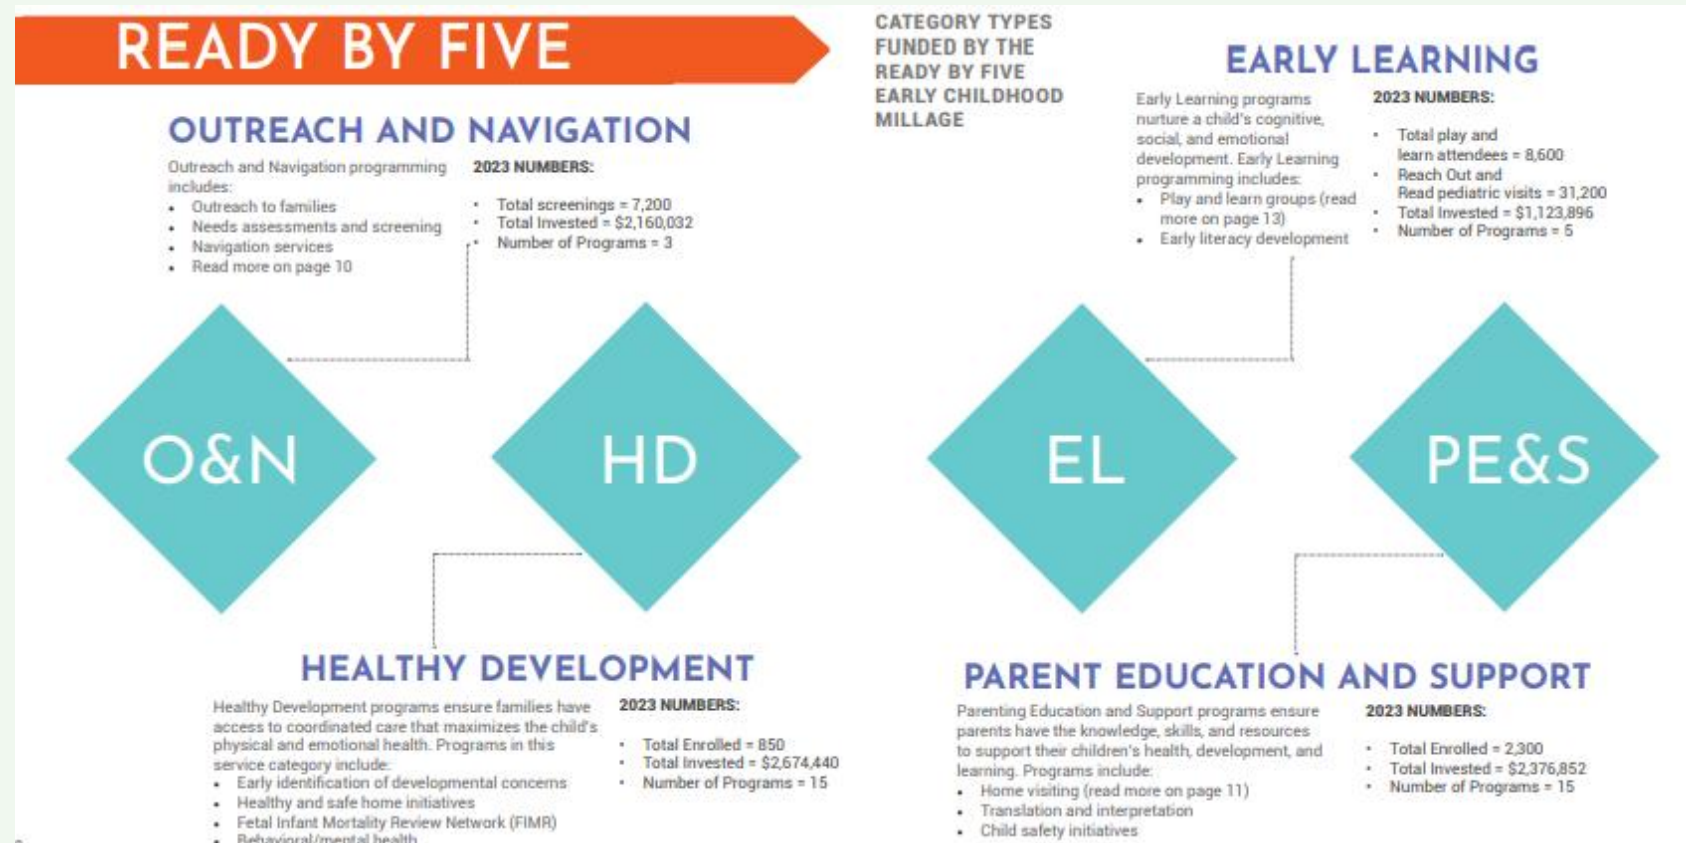 READY BY FIVE
CATEGORY TYPES
FUNDED BY THE
READY BY FIVE
EARLY CHILDHOOD
MILLAGE
OUTREACH AND NAVIGATION
Outreach and Navigation programming
includes:
• Outreach to families
• Needs assessments and screening
• Navigation services
• Read more on page 10
2023 NUMBERS:
• Total screenings = 7,200
• Total Invested = $2,160,032
• Number of Programs = 3
EARLY LEARNING
Early Learning programs
nurture a child's cognitive,
social, and emotional
development. Early Learning
programming includes:
• Play and learn groups (read
more on page 13)
• Early literacy development
2023 NUMBERS:
• Total play and
learn attendees = 8,600
• Reach Out and
Read pediatric visits = 31,200
• Total Invested = $1,123,896
• Number of Programs = 5
O&N
HD
EL
PE&S
HEALTHY DEVELOPMENT
Healthy Development programs ensure families have
access to coordinated care that maximizes the child's
physical and emotional health. Programs in this
service category include:
• Early identification of developmental concerns
• Healthy and safe home initiatives
• Fetal Infant Mortality Review Network (FIMR)
• Behavioral/mental health
2023 NUMBERS:
• Total Enrolled = 850
• Total Invested = $2,674,440
• Number of Programs = 15
PARENT EDUCATION AND SUPPORT
Parenting Education and Support programs ensure
parents have the knowledge, skills, and resources
to support their children's health, development, and
learning. Programs include:
• Home visiting (read more on page 11)
• Translation and interpretation
• Child safety initiatives
2023 NUMBERS:
• Total Enrolled = 2,300
• Total Invested = $2,376,852
• Number of Programs = 15